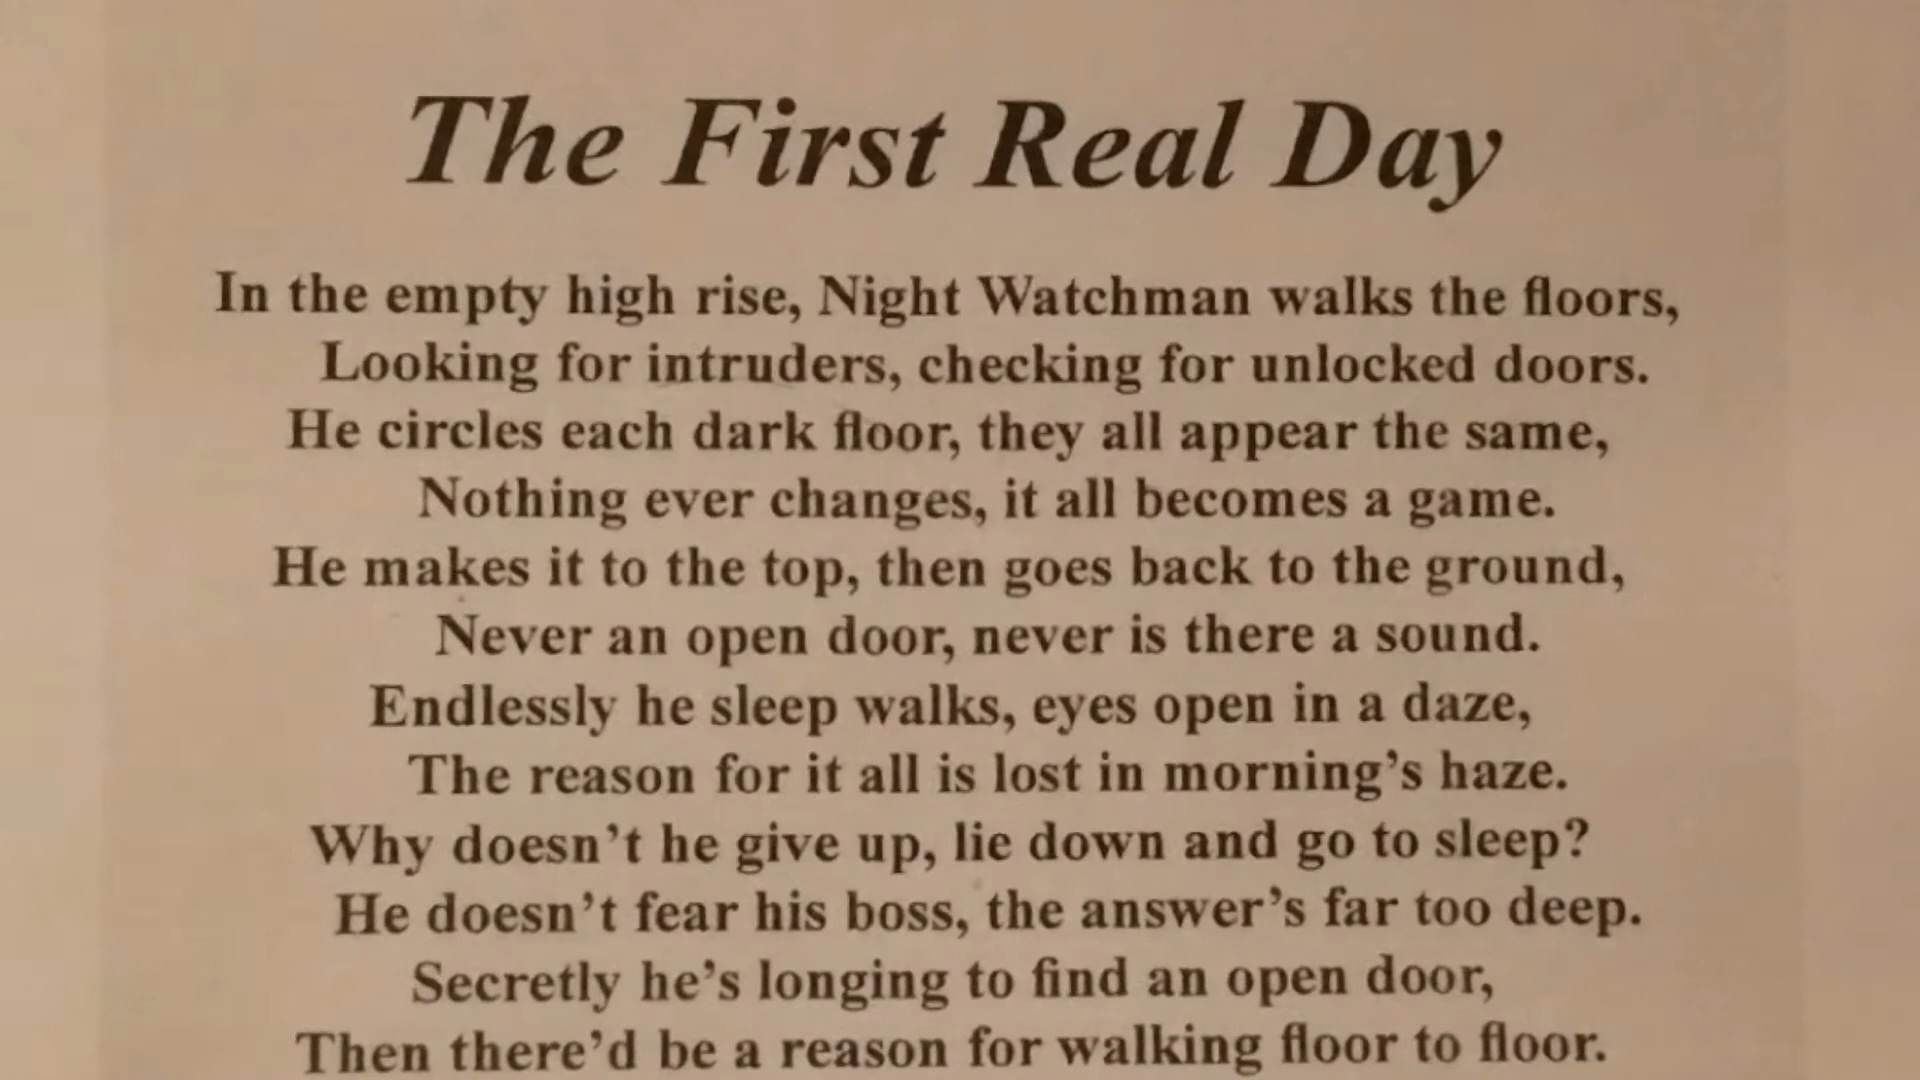 The First Real Day
In the empty high rise, Night Watchman walks the floors,
Looking for intruders, checking for unlocked doors.
He circles each dark floor, they all appear the same,
Nothing ever changes, it all becomes a game.
He makes it to the top, then goes back to the ground,
Never an open door, never is there a sound.
Endlessly he sleep walks, eyes open in a daze,
The reason for it all is lost in morning’s haze.
Why doesn’t he give up, lie down and go to sleep?
He doesn’t fear his boss, the answer’s far too deep.
Secretly he’s longing to find an open door,
Then there’d be a reason for walking floor to floor.